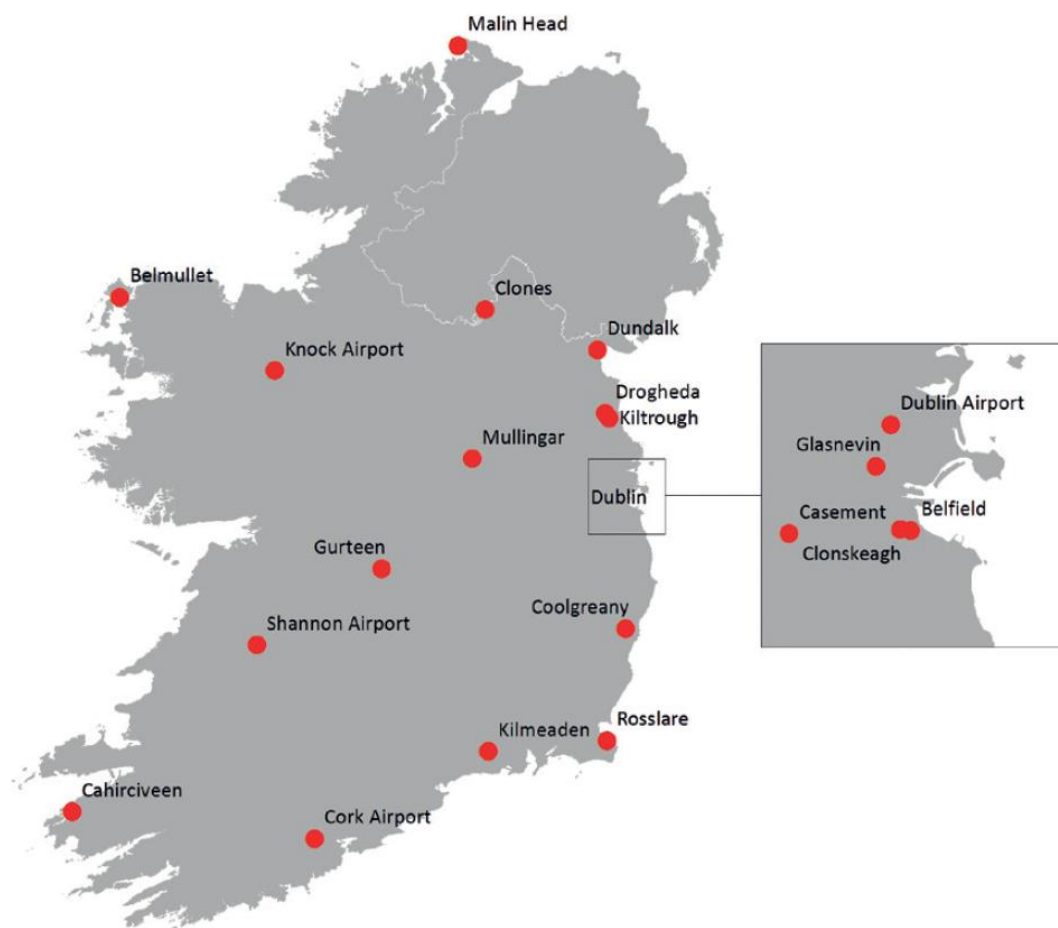 Malin Head
Belmullet
Clones
Knock Airport
Dundalk
Drogheda
Kiltrough
Mullingar
Dublin
Gurteen
Coolgreany
Shannon Airport
Kilmeaden
Rosslare
Cahirciveen
Cork Airport
Dublin Airport
Glasnevin
Casement
Belfield
Clonskeagh